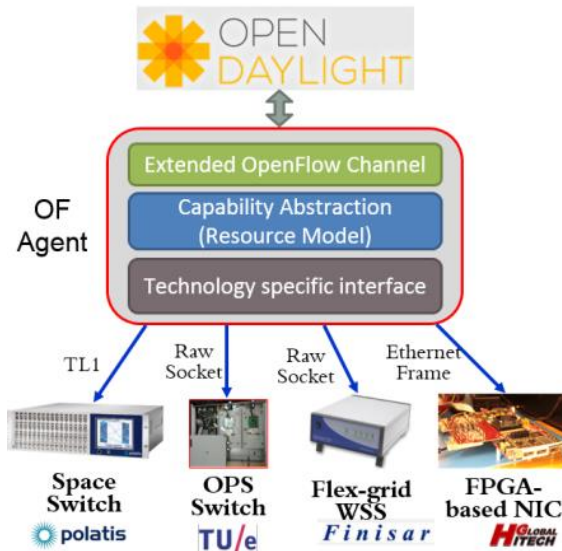 OPEN
DAYLIGHT
Extended OpenFlow Channel
OF
Agent
Capability Abstraction
(Resource Model)
Technology specific interface
TL1
Raw
Socket
Raw
Socket
Ethernet
Frame
Space
Switch
OPS
Switch
Flex-grid
WSS
FPGA-
based NIC
polatis
TU/e
Finisar
H GLOBAL
HITECH